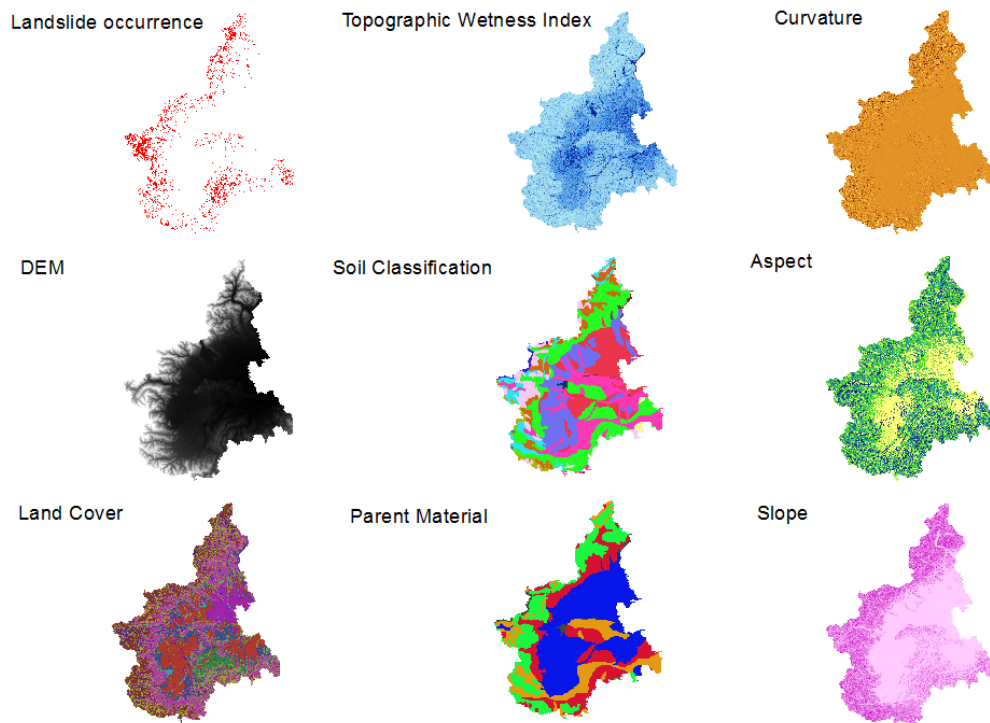 Landslide occurrence
Topographic Wetness Index
Curvature
DEM
Soil Classification
Aspect
Land Cover
Parent Material
Slope